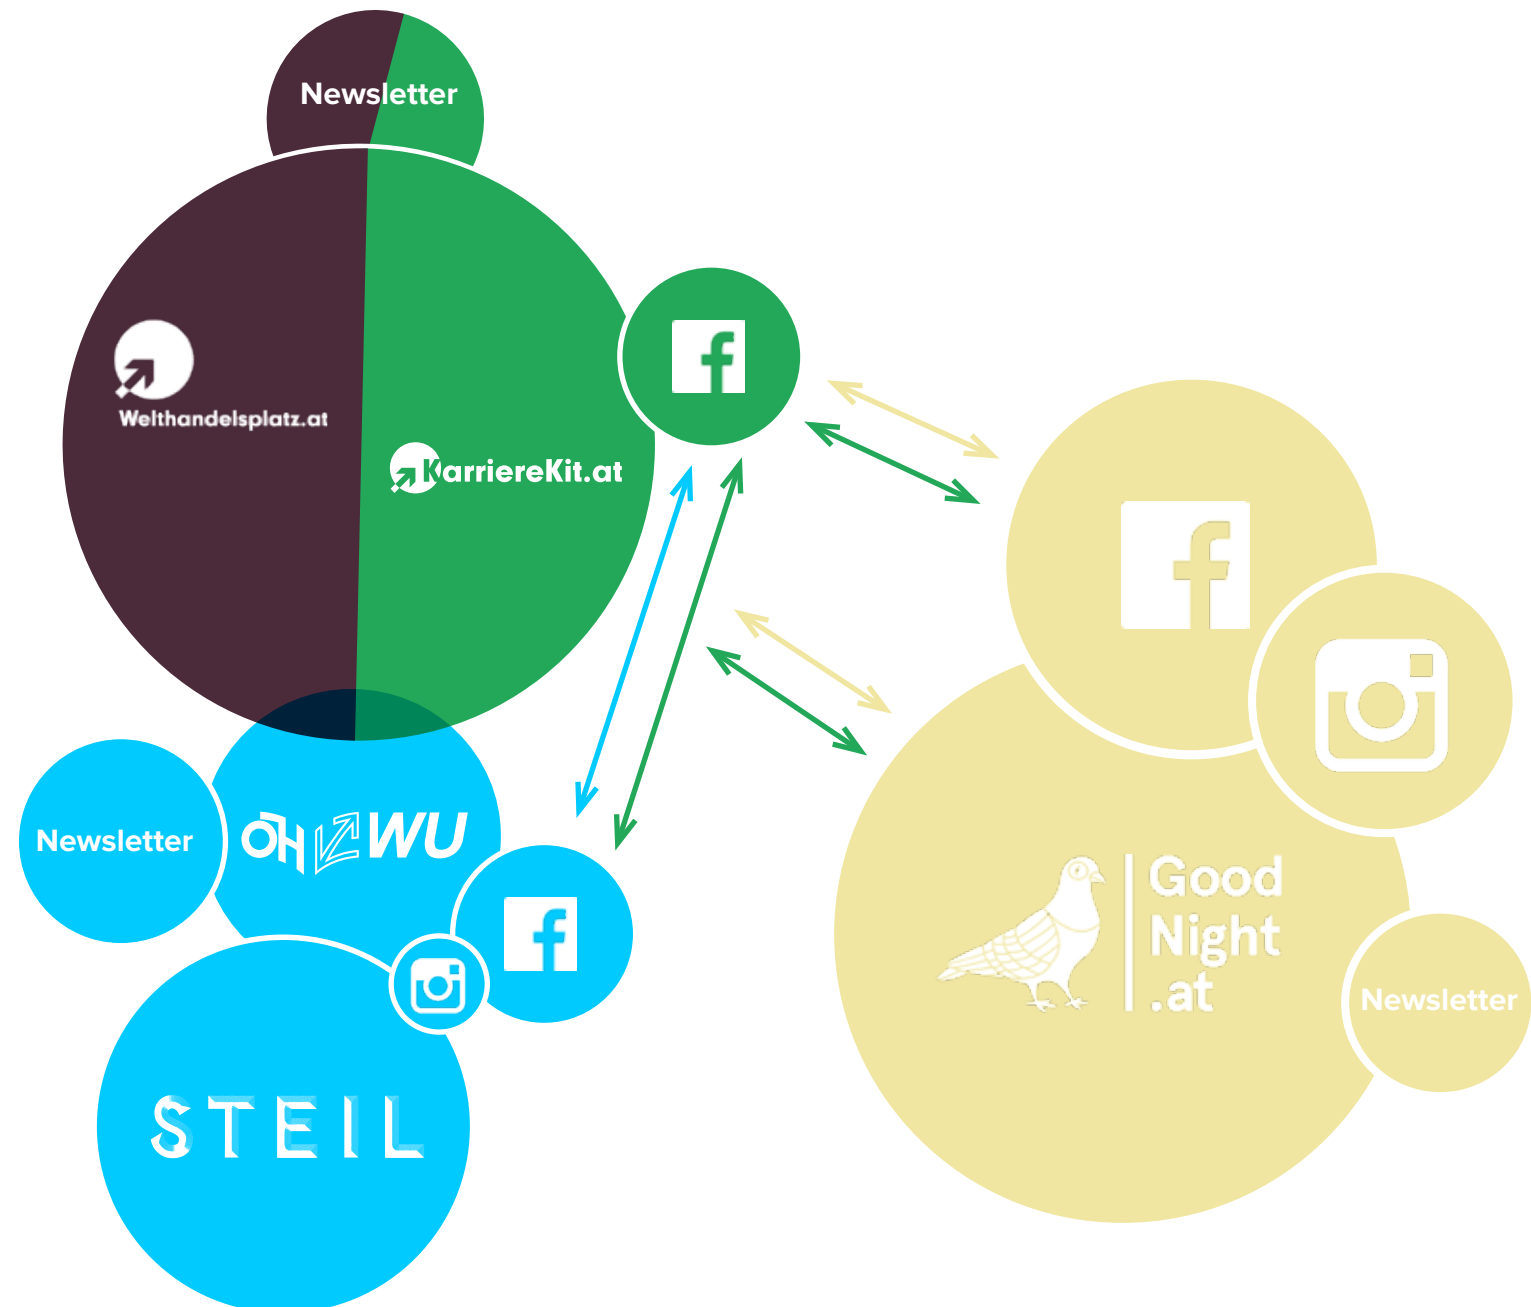 Newsletter
Welthandelsplatz.at
KarriereKit.at
Newsletter
ÖH WU
STEIL
Good
Night
.at
Newsletter